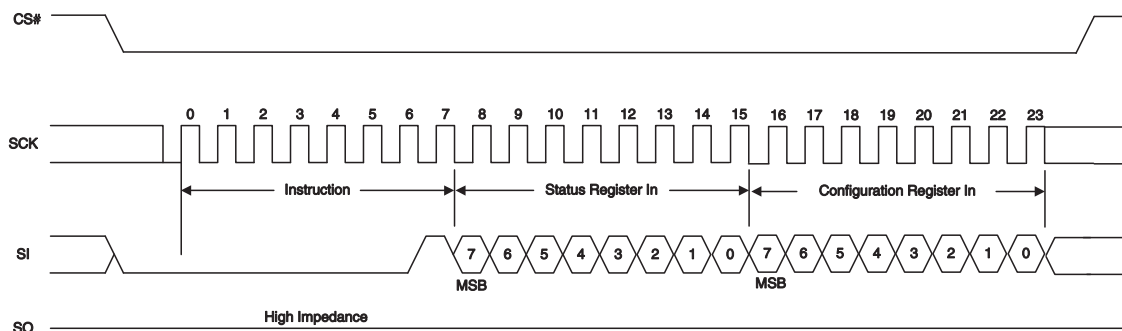 CS#
0 1 2 3 4 5 6 7 8 9 10 11 12 13 14 15 16 17 18 19 20 21 22 23
SCK
Instruction Status Register In Configuration Register In
SI 7 6 5 4 3 2 1 0 7 6 5 4 3 2 1 0
MSB MSB
High Impedance
SO